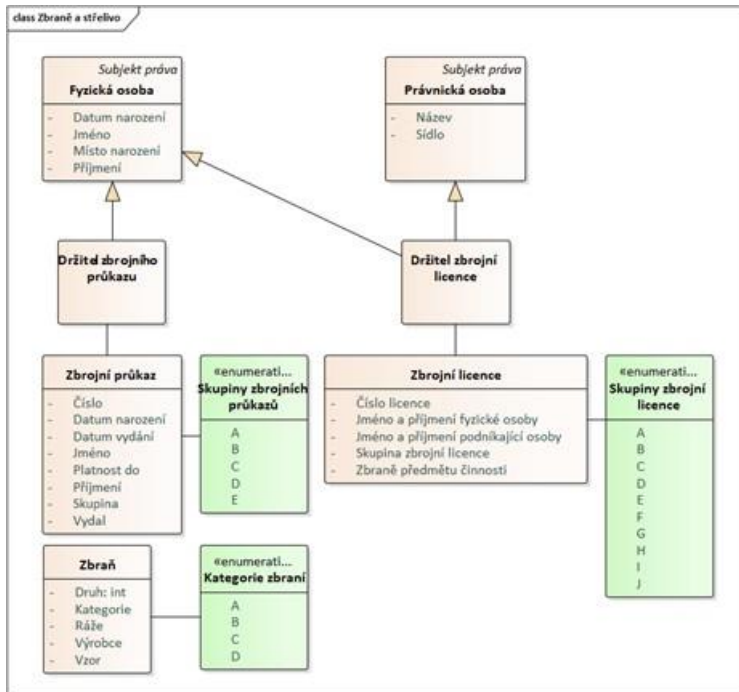 class Zbraně a střelivo
Subjekt práva
Fyzická osoba
- Datum narození
- Jméno
- Místo narození
- Příjmení
Subjekt práva
Právnická osoba
- Název
- Sídlo
Držitel zbrojního
průkazu
Držitel zbrojní
licence
Zbrojní průkaz
- Číslo
- Datum narození
- Datum vydání
- Jméno
- Platnost do
- Příjmení
- Skupina
- Vydal
«enumerati...
Skupiny zbrojních
průkazů
A
B
C
D
E
Zbrojní licence
- Číslo licence
- Jméno a příjmení fyzické osoby
- Jméno a příjmení podníkající osoby
- Skupina zbrojní licence
- Zbraně předmětu činnosti
«enumerati...
Skupiny zbrojní
licence
A
B
C
D
E
F
G
H
I
J
Zbraň
- Druh: int
- Kategorie
- Ráže
- Výrobce
- Vzor
«enumerati...
Kategorie zbraní
A
B
C
D